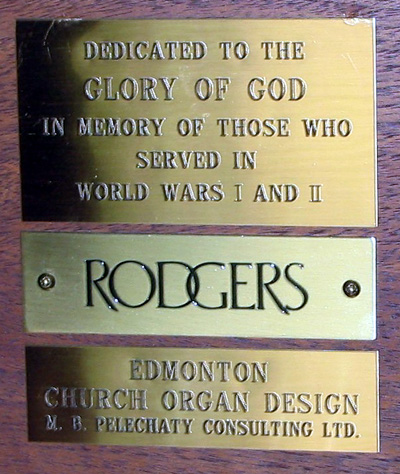 DEDICATED TO THE
GLORY OF GOD
IN MEMORY OF THOSE WHO
SERVED IN
WORLD WARS I AND II
RODGERS
EDMONTON
CHURCH ORGAN DESIGN
M. B. PELECHATY CONSULTING LTD.